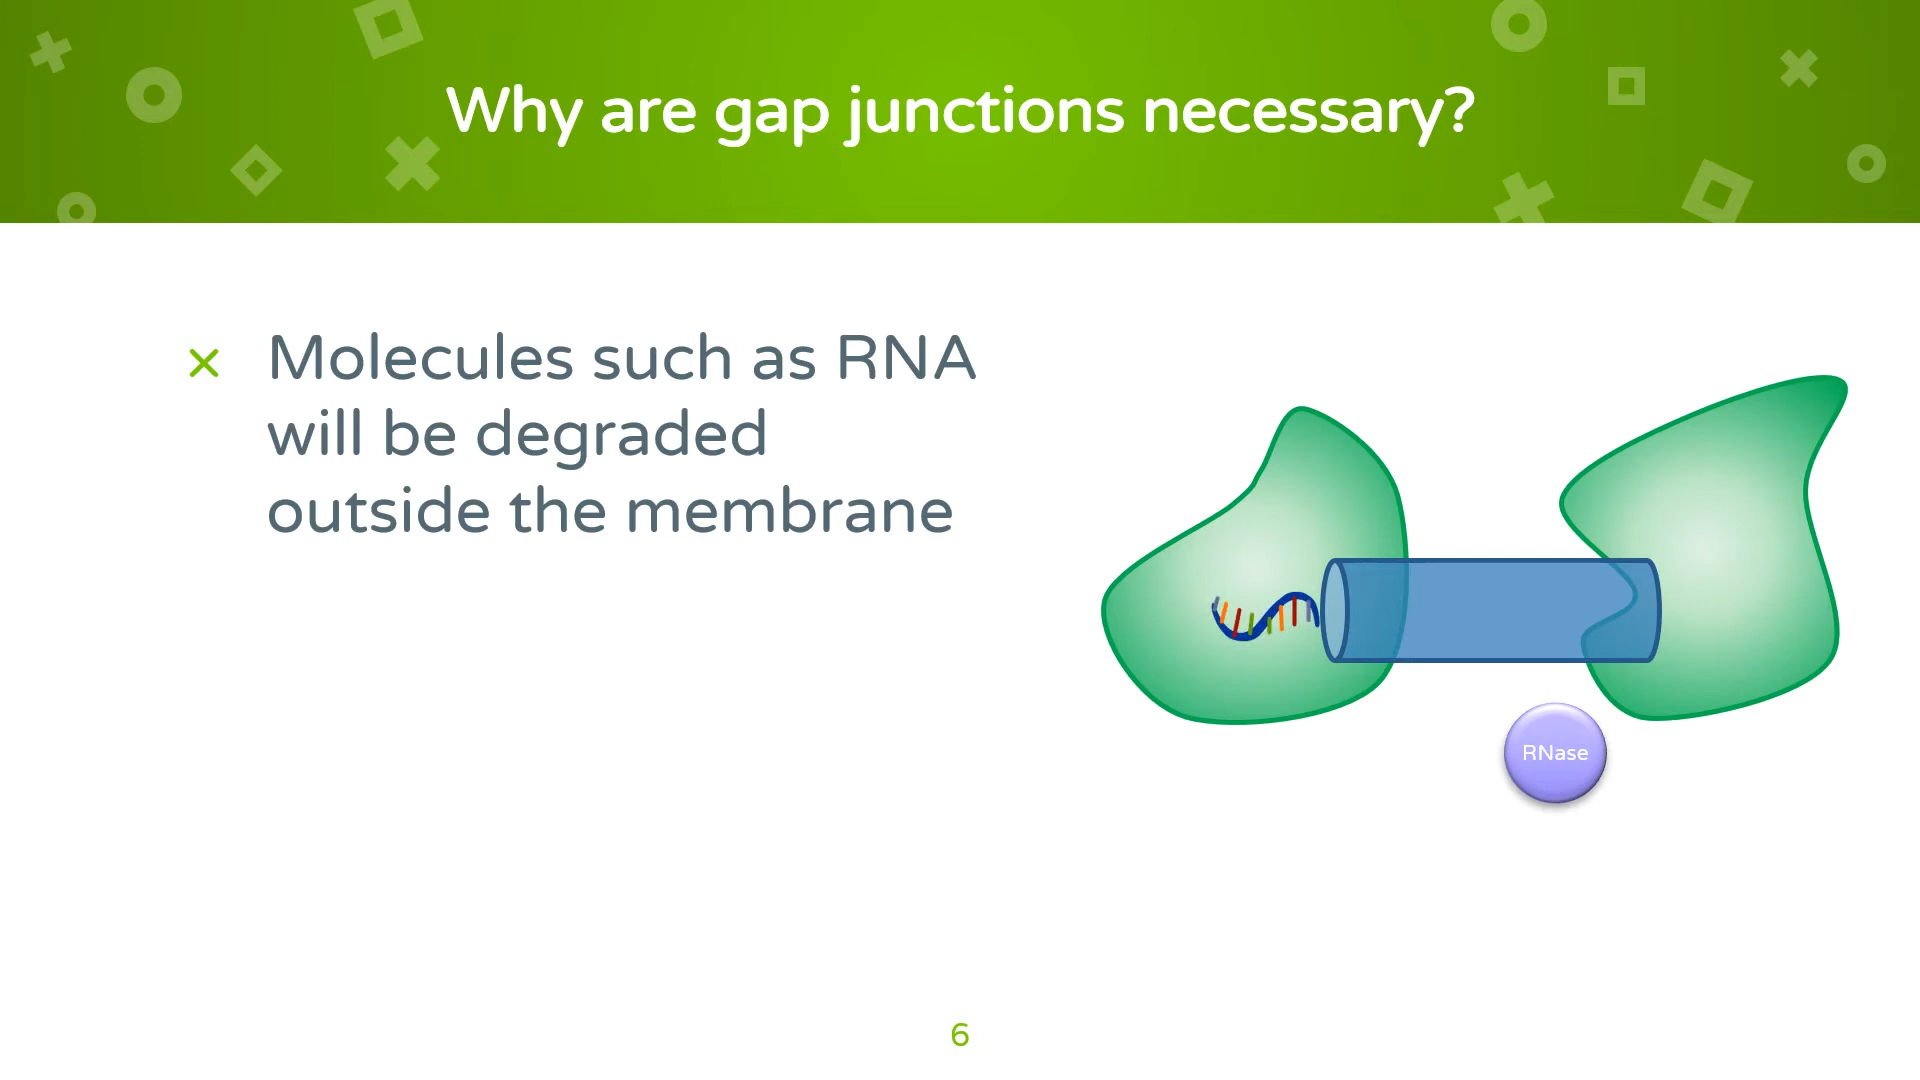 Why are gap junctions necessary?
Molecules such as RNA
will be degraded
outside the membrane
RNase
6